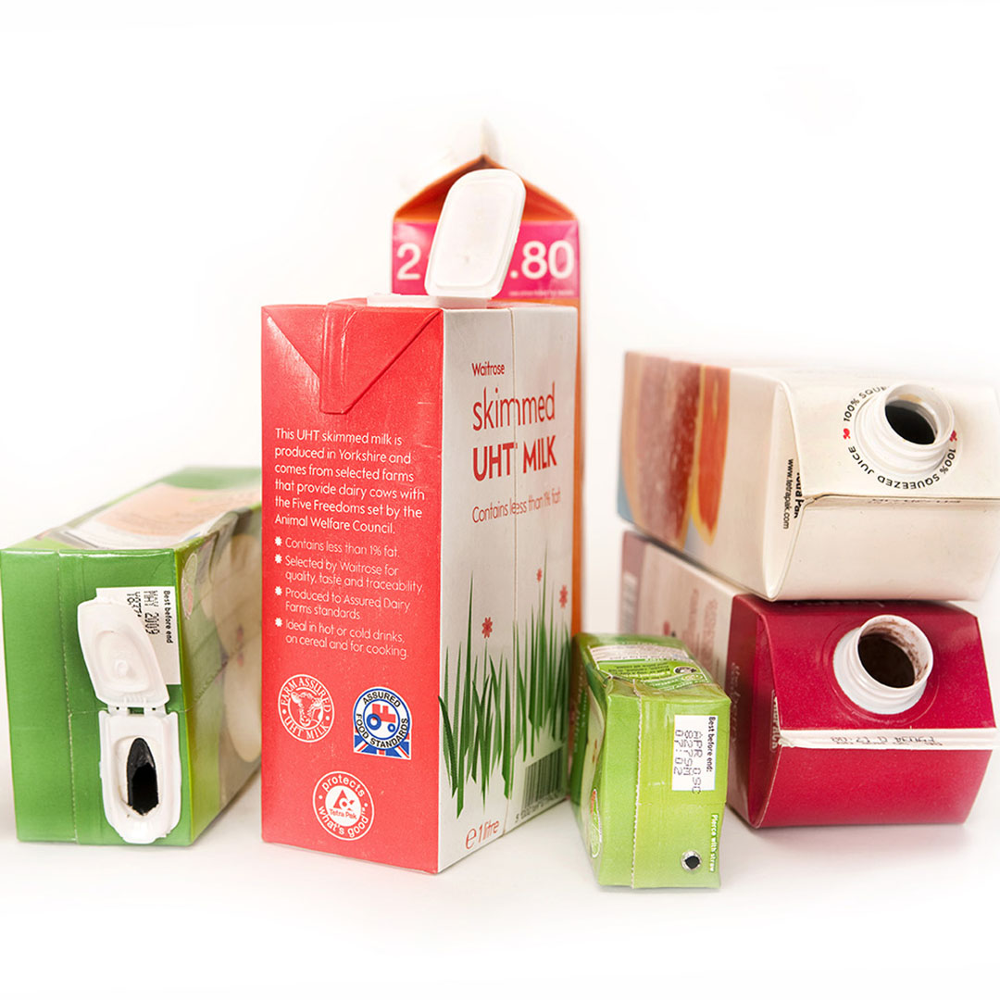 2
.80
Waitrose
skimmed
UHT MILK
Contains less than 1% fat
This UHT skimmed milk is
produced in Yorkshire and
comes from selected farms
that provide dairy cows with
the Five Freedoms set by the
Animal Welfare Council.
Contains less than 1% fat.
Selected by Waitrose for
quality, taste and traceability.
Produced to Assured Dairy
Farms standards.
Ideal in hot or cold drinks,
on cereal and for cooking.
FARM ASSURED
UHT MILK
ASSURED
FOOD STANDARDS
protects
what's good
Tetra Pak
e 1 litre
Best before end
MAY 2009
Best before end:
APR
Pierce with straw
100% SQUEEZED JUICE
100% SQUE
Tetra Pak
www.tetrapak.com